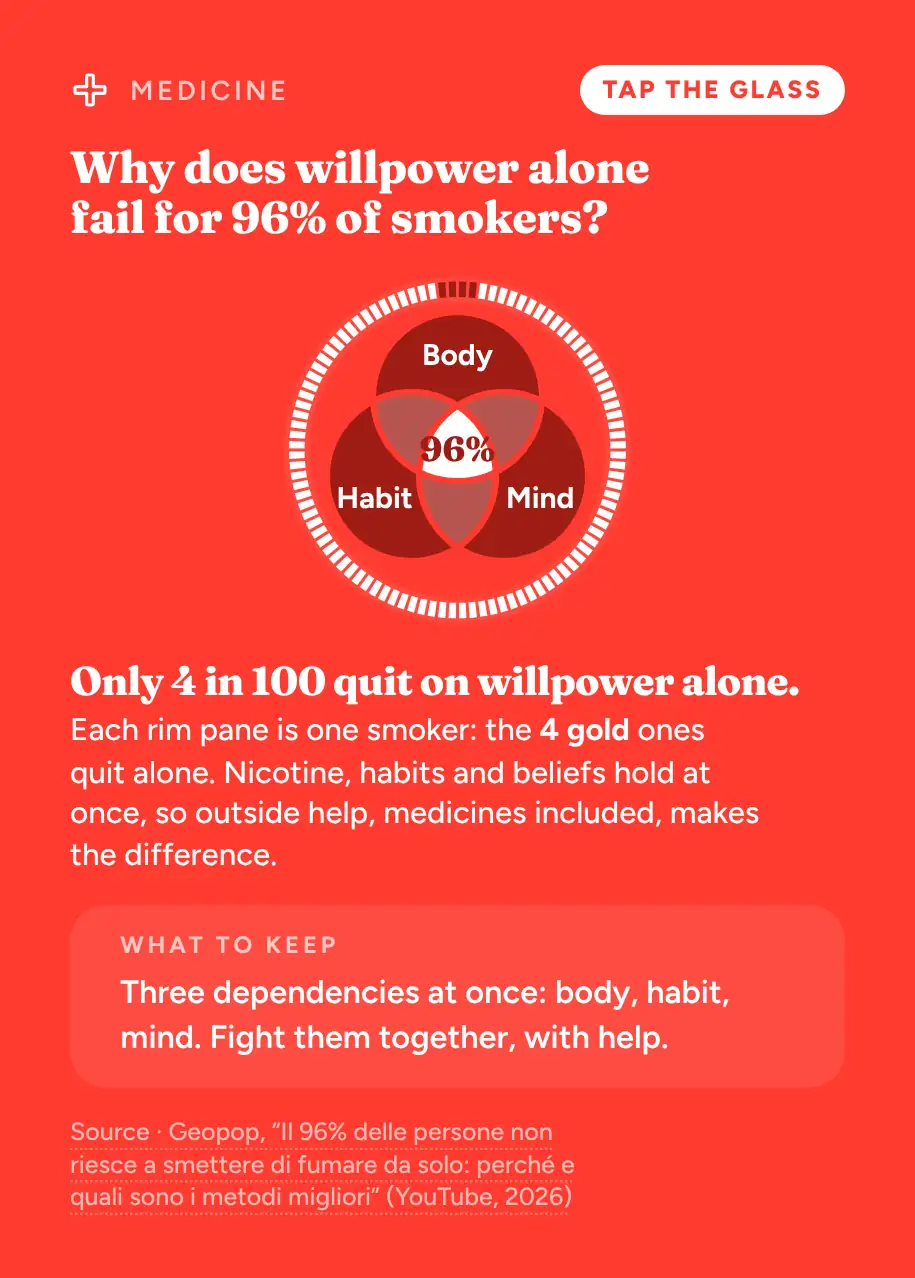 MEDICINE
TAP THE GLASS
Why does willpower alone
fail for 96% of smokers?
Body
96%
Habit
Mind
Only 4 in 100 quit on willpower alone.
Each rim pane is one smoker: the 4 gold ones
quit alone. Nicotine, habits and beliefs hold at
once, so outside help, medicines included, makes
the difference.
WHAT TO KEEP
Three dependencies at once: body, habit,
mind. Fight them together, with help.
Source · Geopop, “Il 96% delle persone non
riesce a smettere di fumare da solo: perché e
quali sono i metodi migliori” (YouTube, 2026)